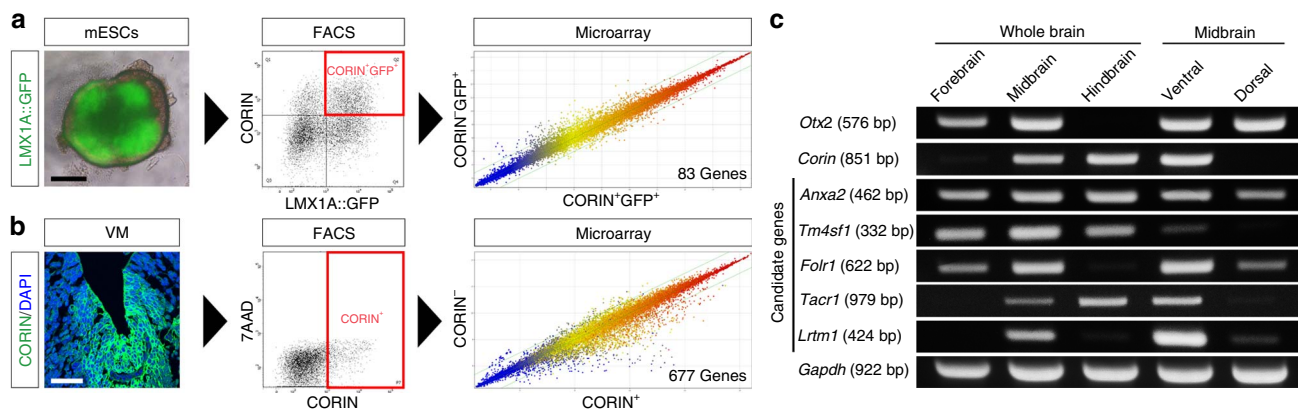 a
mESCs
FACS
Microarray
LMX1A::GFP
CORIN
CORIN⁺GFP⁺
LMX1A::GFP
CORIN⁻GFP⁺
83 Genes
CORIN⁺GFP⁺
b
VM
FACS
Microarray
CORIN/DAPI
7AAD
CORIN⁺
CORIN
CORIN⁻
677 Genes
CORIN⁺
c
Whole brain
Midbrain
Forebrain
Midbrain
Hindbrain
Ventral
Dorsal
Otx2 (576 bp)
Corin (851 bp)
Candidate genes
Anxa2 (462 bp)
Tm4sf1 (332 bp)
Folr1 (622 bp)
Tacr1 (979 bp)
Lrtm1 (424 bp)
Gapdh (922 bp)